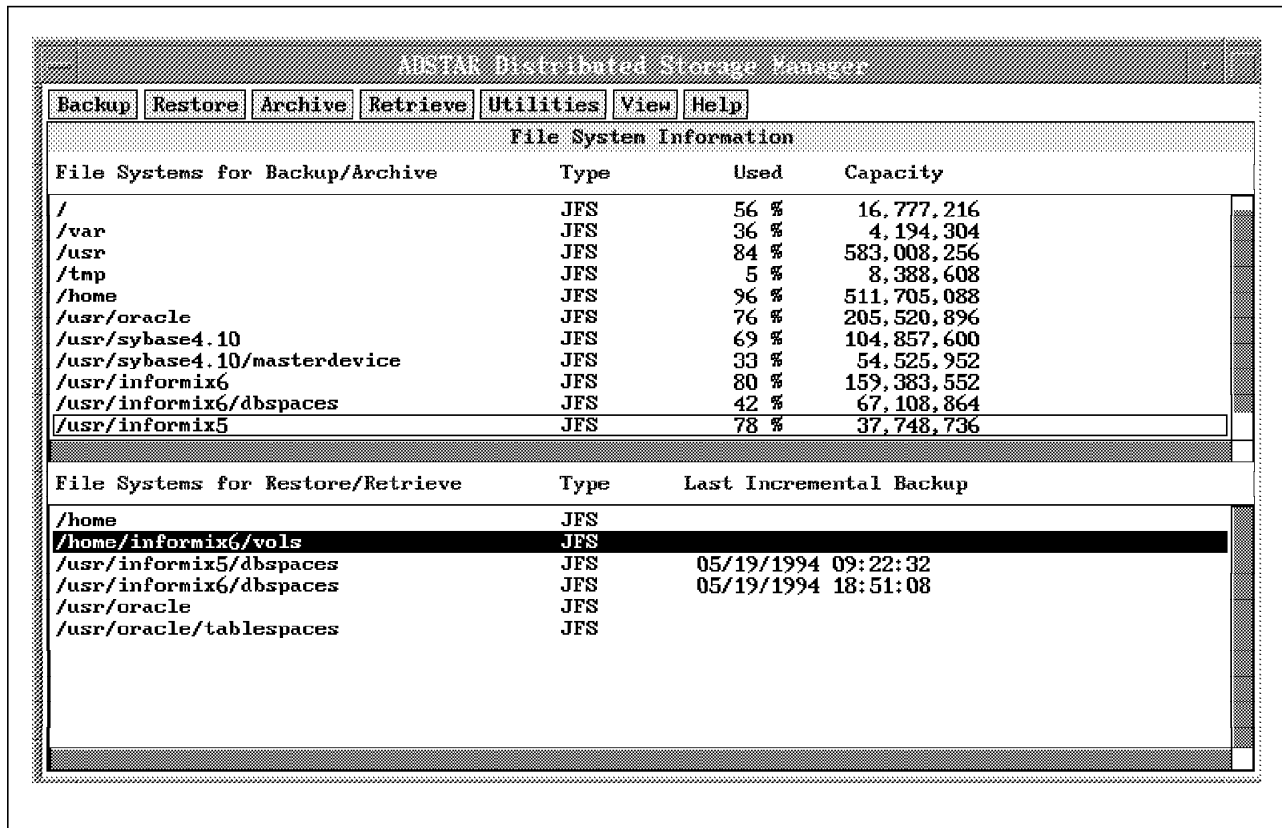 ADSTAR Distributed Storage Manager
Backup Restore Archive Retrieve Utilities View Help
File System Information
File Systems for Backup/Archive Type Used Capacity
/ JFS 56 % 16,777,216
/var JFS 36 % 4,194,304
/usr JFS 84 % 583,008,256
/tmp JFS 5 % 8,388,608
/home JFS 96 % 511,705,088
/usr/oracle JFS 76 % 205,520,896
/usr/sybase4.10 JFS 69 % 104,857,600
/usr/sybase4.10/masterdevice JFS 33 % 54,525,952
/usr/informix6 JFS 80 % 159,383,552
/usr/informix6/dbspaces JFS 42 % 67,108,864
/usr/informix5 JFS 78 % 37,748,736
File Systems for Restore/Retrieve Type Last Incremental Backup
/home JFS
/home/informix6/vols JFS
/usr/informix5/dbspaces JFS 05/19/1994 09:22:32
/usr/informix6/dbspaces JFS 05/19/1994 18:51:08
/usr/oracle JFS
/usr/oracle/tablespaces JFS